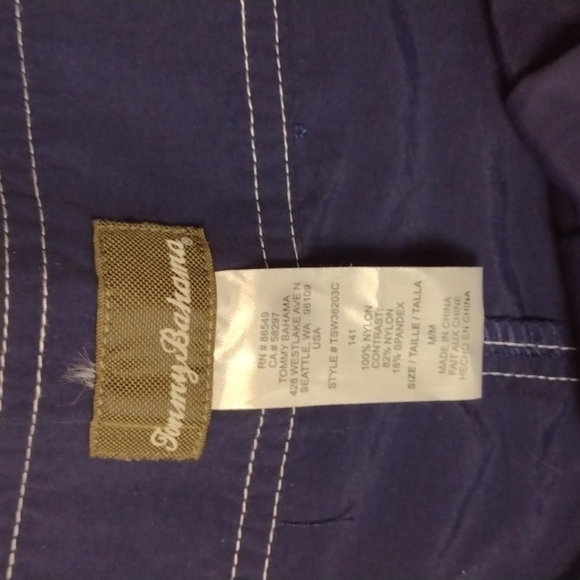 Tommy Bahama®
RN # 86549
CA # 58297
TOMMY BAHAMA
428 WESTLAKE AVE N
SEATTLE, WA 98109
USA
STYLE # TSW36203C
141
100% NYLON
CONTRAST:
82% NYLON
18% SPANDEX
SIZE / TAILLE / TALLA
M/M
MADE IN CHINA
FAIT AUX CHINE
HECHO EN CHINA